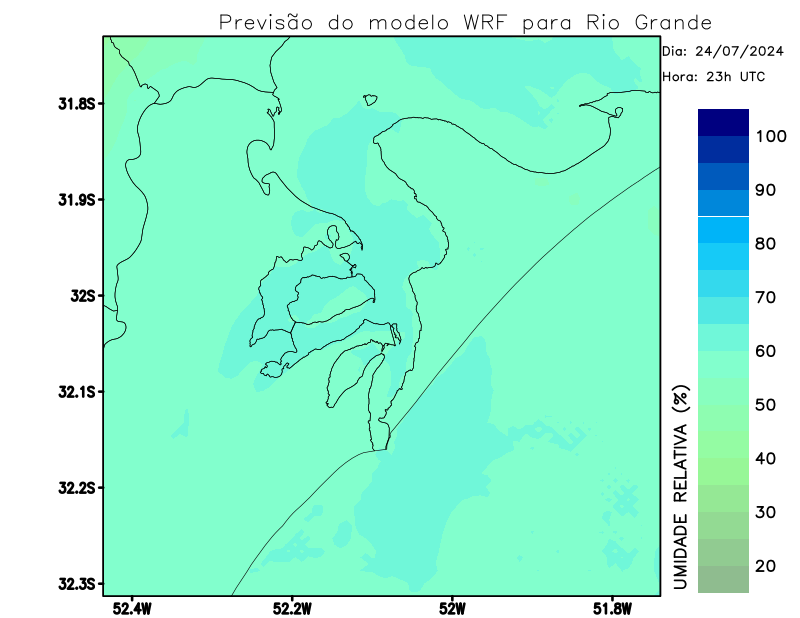 Previsão do modelo WRF para Rio Grande
Dia: 24/07/2024
Hora: 23h UTC
31.8S
31.9S
32S
32.1S
32.2S
32.3S
52.4W
52.2W
52W
51.8W
100
90
80
70
60
50
40
30
20
UMIDADE RELATIVA (%)